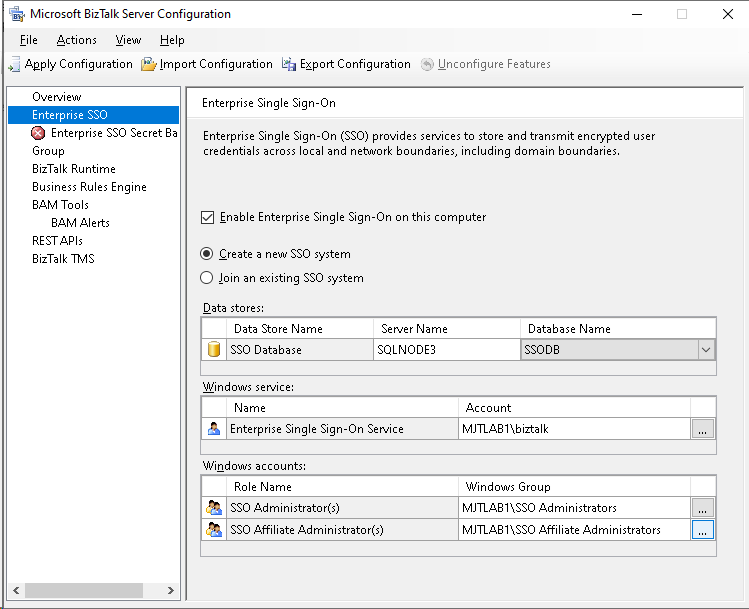 Microsoft BizTalk Server Configuration
File Actions View Help
Apply Configuration Import Configuration Export Configuration Unconfigure Features
Overview
Enterprise SSO
Enterprise SSO Secret Ba
Group
BizTalk Runtime
Business Rules Engine
BAM Tools
BAM Alerts
REST APIs
BizTalk TMS
Enterprise Single Sign-On
Enterprise Single Sign-On (SSO) provides services to store and transmit encrypted user
credentials across local and network boundaries, including domain boundaries.
Enable Enterprise Single Sign-On on this computer
Create a new SSO system
Join an existing SSO system
Data stores:
Data Store Name Server Name Database Name
SSO Database SQLNODE3 SSODB
Windows service:
Name Account
Enterprise Single Sign-On Service MJTLAB1\biztalk ...
Windows accounts:
Role Name Windows Group
SSO Administrator(s) MJTLAB1\SSO Administrators ...
SSO Affiliate Administrator(s) MJTLAB1\SSO Affiliate Administrators ...